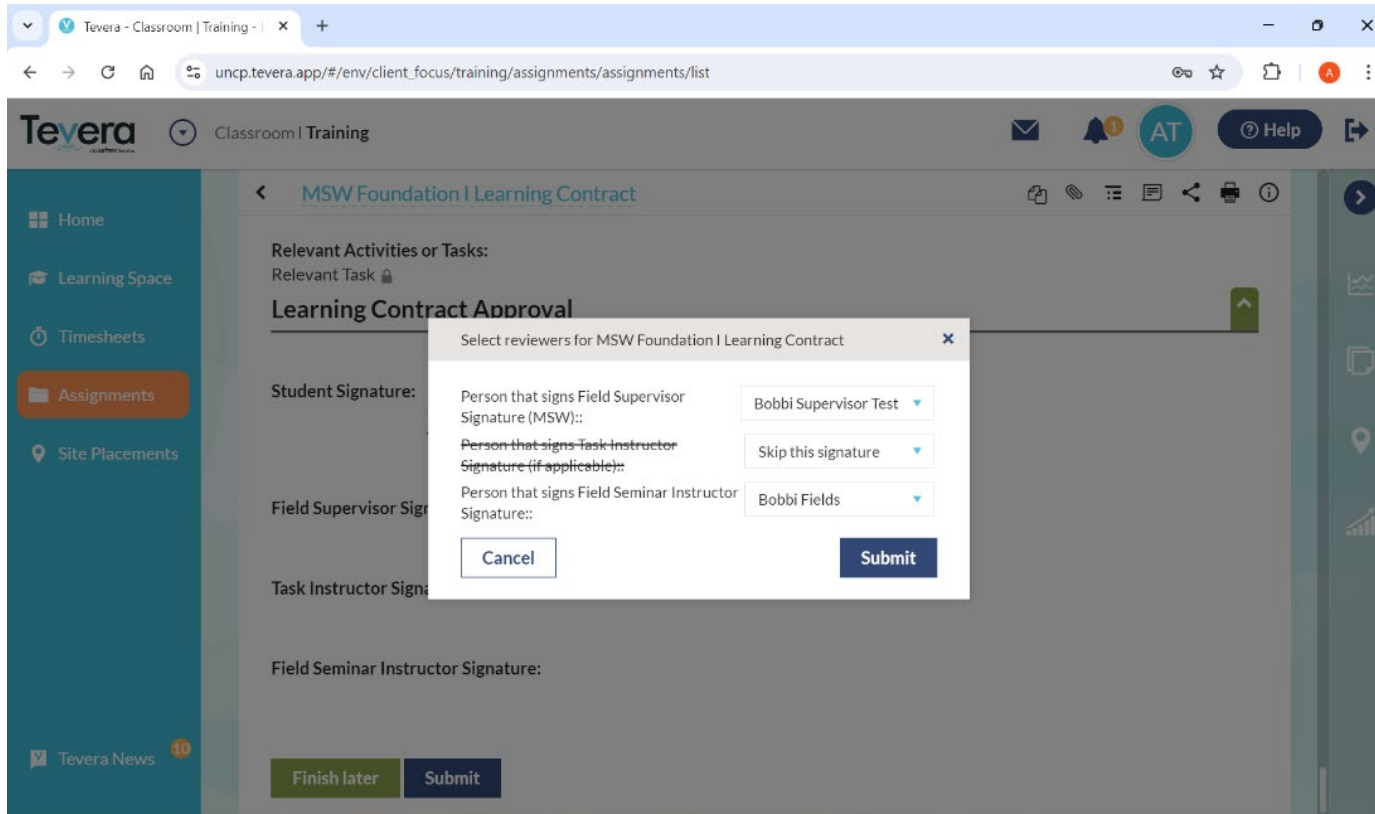 Tevera - Classroom | Training -
uncp.tevera.app/#/env/client_focus/training/assignments/assignments/list
A
Tevera
Classroom | Training
1
AT
Help
MSW Foundation I Learning Contract
Home
Learning Space
Timesheets
Assignments
Site Placements
Tevera News
10
Relevant Activities or Tasks:
Relevant Task
Learning Contract Approval
Student Signature:
Field Supervisor Sign
Task Instructor Signa
Field Seminar Instructor Signature:
Finish later
Submit
Select reviewers for MSW Foundation I Learning Contract
Person that signs Field Supervisor
Signature (MSW)::
Bobbi Supervisor Test
Person that signs Task Instructor
Signature (if applicable)::
Skip this signature
Person that signs Field Seminar Instructor
Signature::
Bobbi Fields
Cancel
Submit